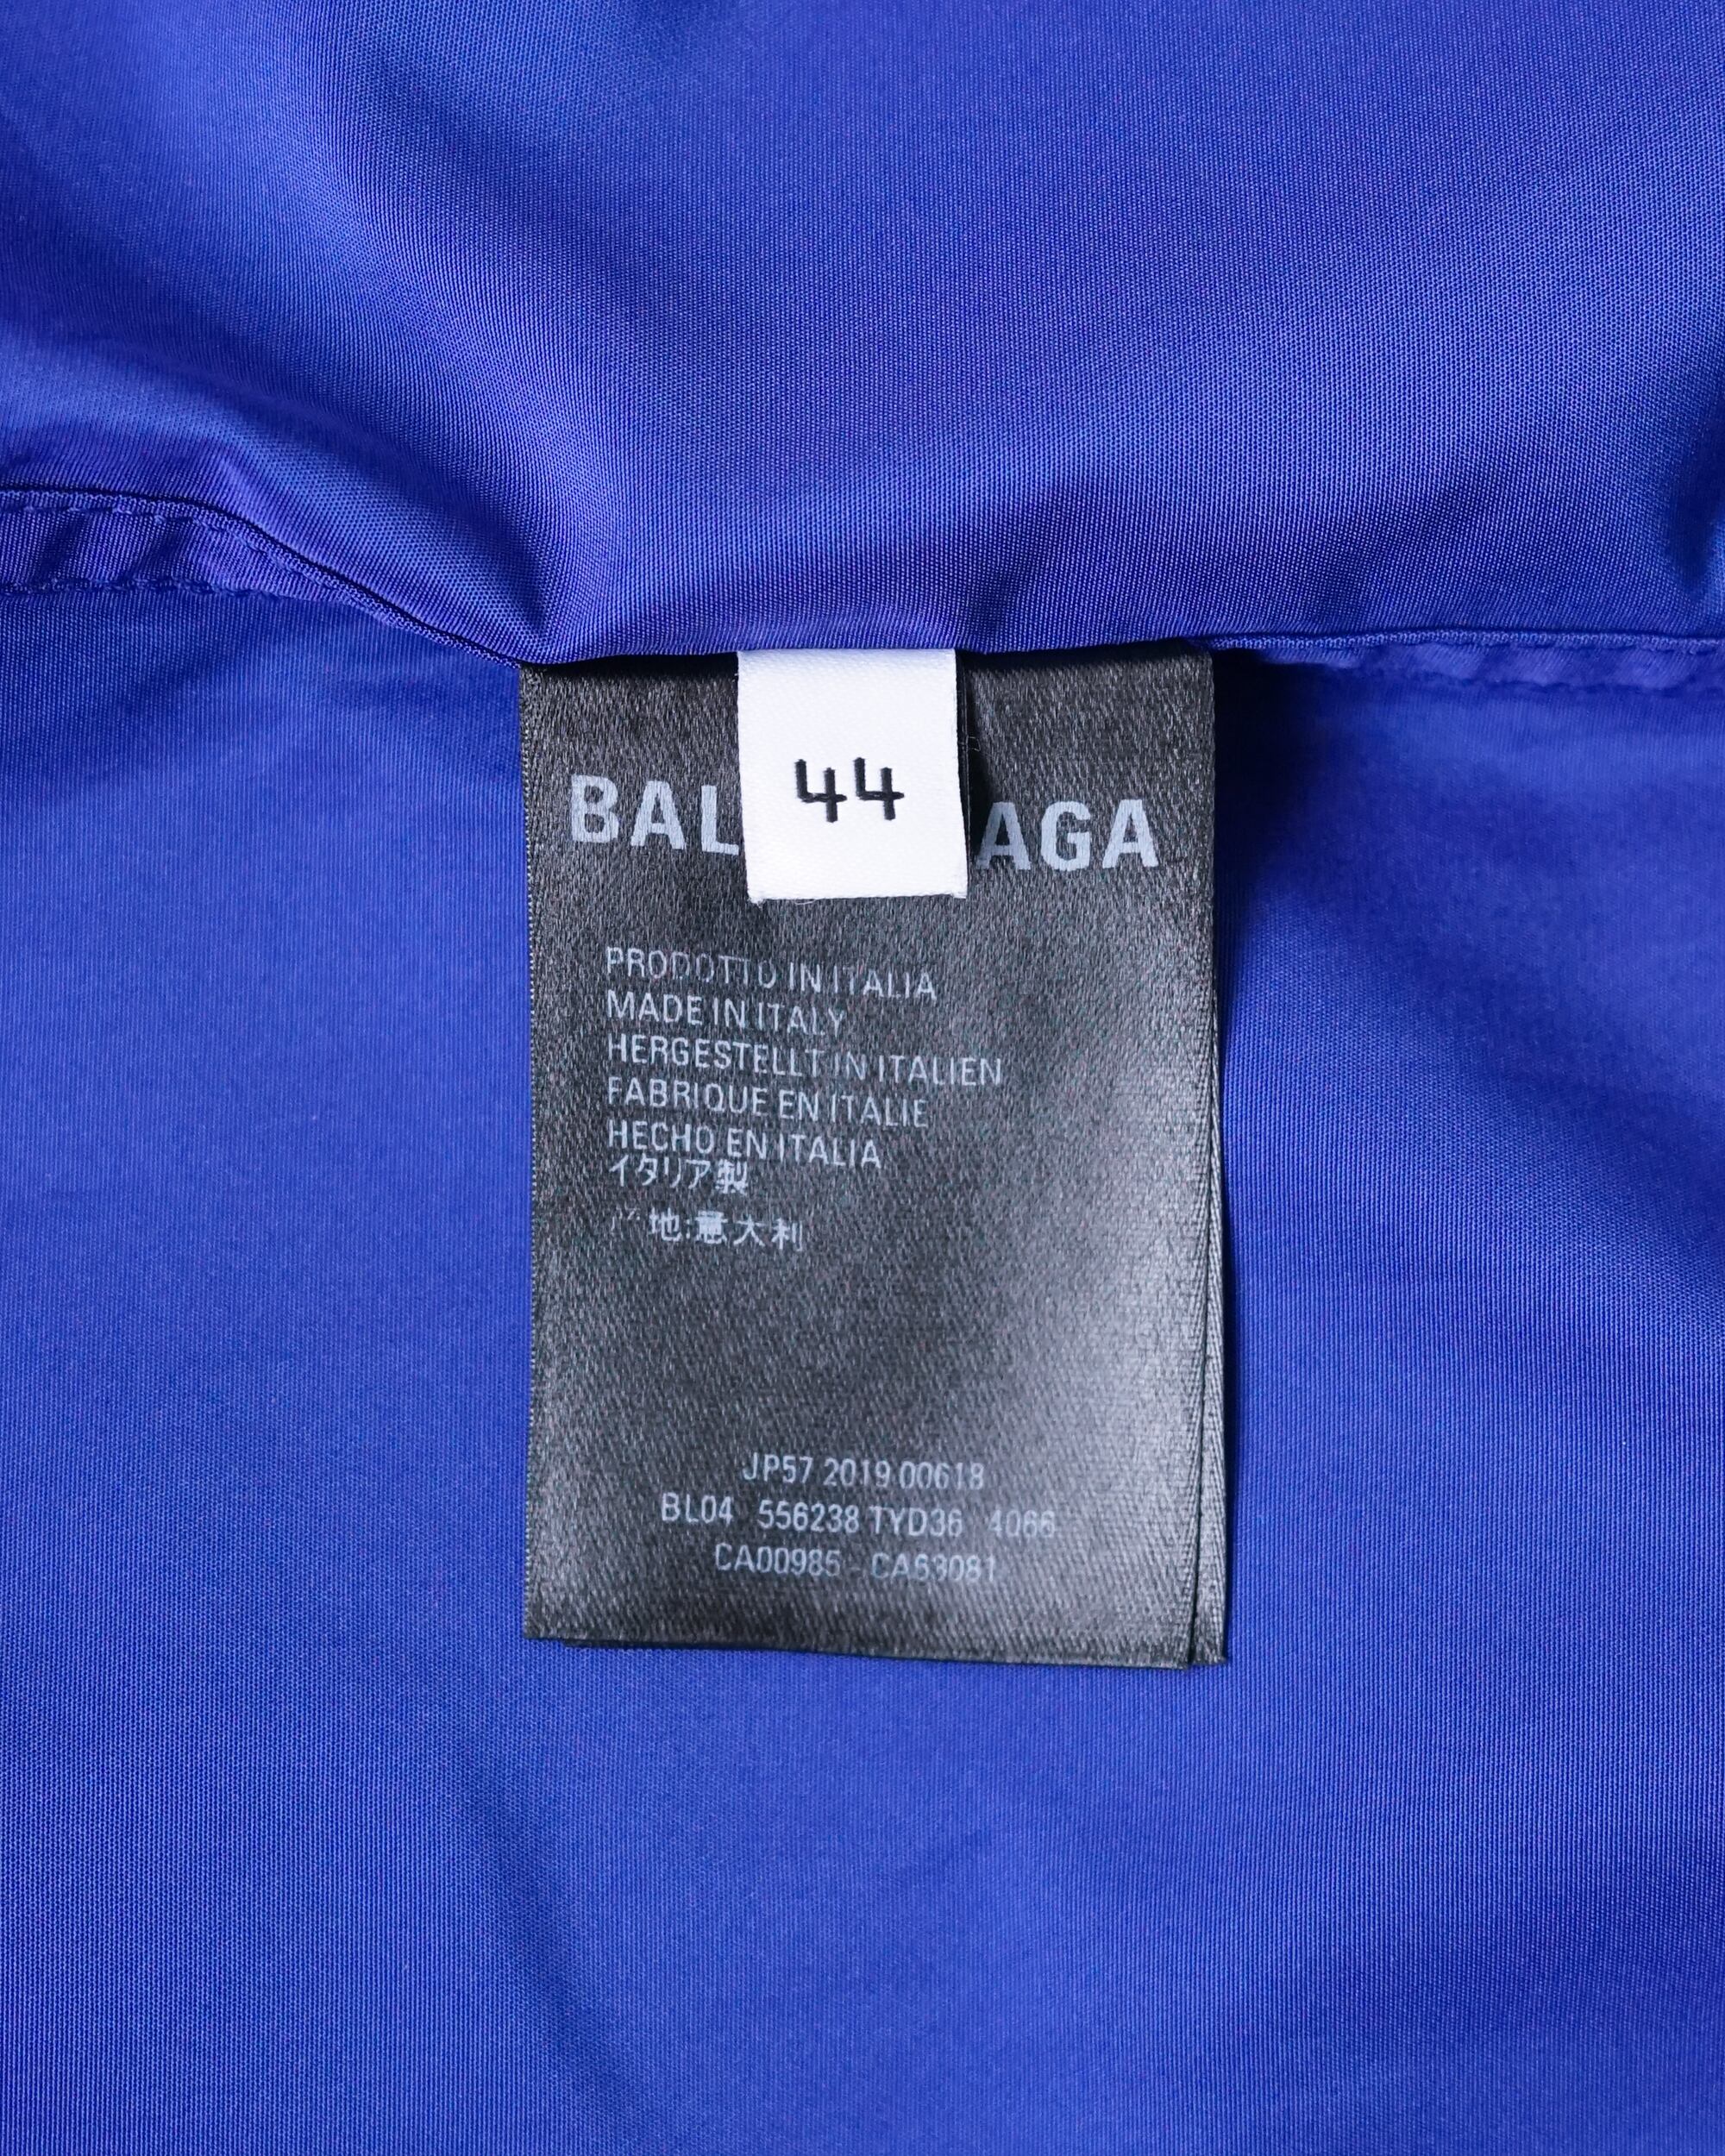 44
BAL AGA
PRODOTTO IN ITALIA
MADE IN ITALY
HERGESTELLT IN ITALIEN
FABRIQUE EN ITALIE
HECHO EN ITALIA
イタリア製
产地:意大利
JP57 2019 00618
BL04 556238 TYD36 4066
CA00985 - CA63081